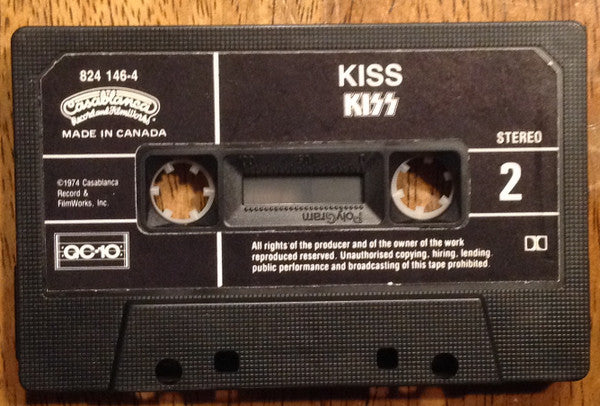 824 146-4
Casablanca
Record and FilmWorks
MADE IN CANADA
KISS
KISS
STEREO
2
©1974 Casablanca
Record &
FilmWorks, Inc.
PolyGram
QC-10
All rights of the producer and of the owner of the work
reproduced reserved. Unauthorised copying, hiring, lending
public performance and broadcasting of this tape prohibited.